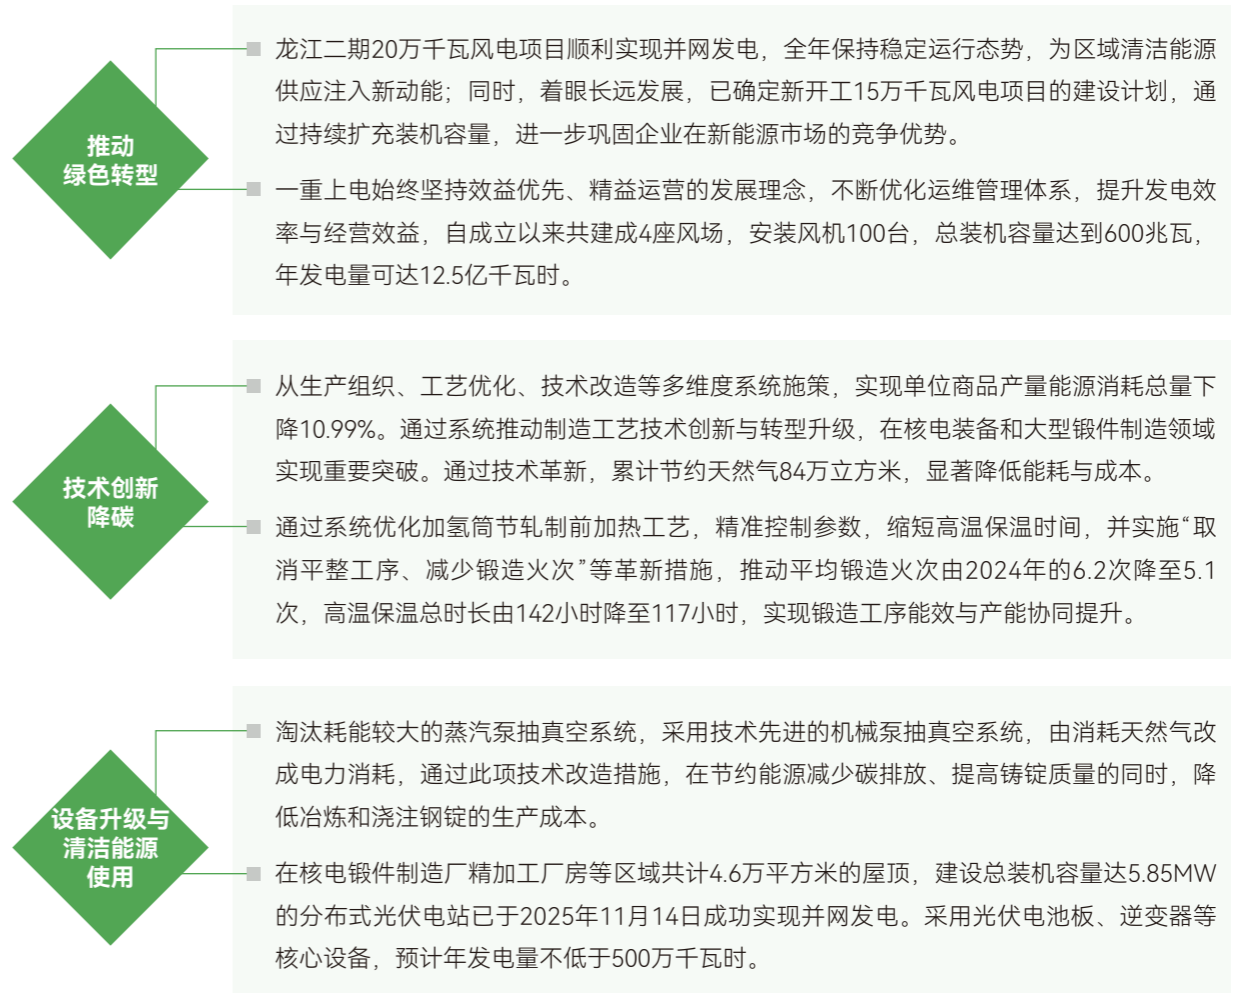 推动
绿色转型
龙江二期20万千瓦风电项目顺利实现并网发电，全年保持稳定运行态势，为区域清洁能源
供应注入新动能；同时，着眼长远发展，已确定新开工15万千瓦风电项目的建设计划，通
过持续扩充装机容量，进一步巩固企业在新能源市场的竞争优势。
一重上电始终坚持效益优先、精益运营的发展理念，不断优化运维管理体系，提升发电效
率与经营效益，自成立以来共建成4座风场，安装风机100台，总装机容量达到600兆瓦，
年发电量可达12.5亿千瓦时。
技术创新
降碳
从生产组织、工艺优化、技术改造等多维度系统施策，实现单位商品产量能源消耗总量下
降10.99%。通过系统推动制造工艺技术创新与转型升级，在核电装备和大型锻件制造领域
实现重要突破。通过技术革新，累计节约天然气84万立方米，显著降低能耗与成本。
通过系统优化加氢筒节轧制前加热工艺，精准控制参数，缩短高温保温时间，并实施“取
消平整工序、减少锻造火次”等革新措施，推动平均锻造火次由2024年的6.2次降至5.1
次，高温保温总时长由142小时降至117小时，实现锻造工序能效与产能协同提升。
设备升级与
清洁能源
使用
淘汰耗能较大的蒸汽泵抽真空系统，采用技术先进的机械泵抽真空系统，由消耗天然气改
成电力消耗，通过此项技术改造措施，在节约能源减少碳排放、提高铸锭质量的同时，降
低冶炼和浇注钢锭的生产成本。
在核电锻件制造厂精加工厂房等区域共计4.6万平方米的屋顶，建设总装机容量达5.85MW
的分布式光伏电站已于2025年11月14日成功实现并网发电。采用光伏电池板、逆变器等
核心设备，预计年发电量不低于500万千瓦时。